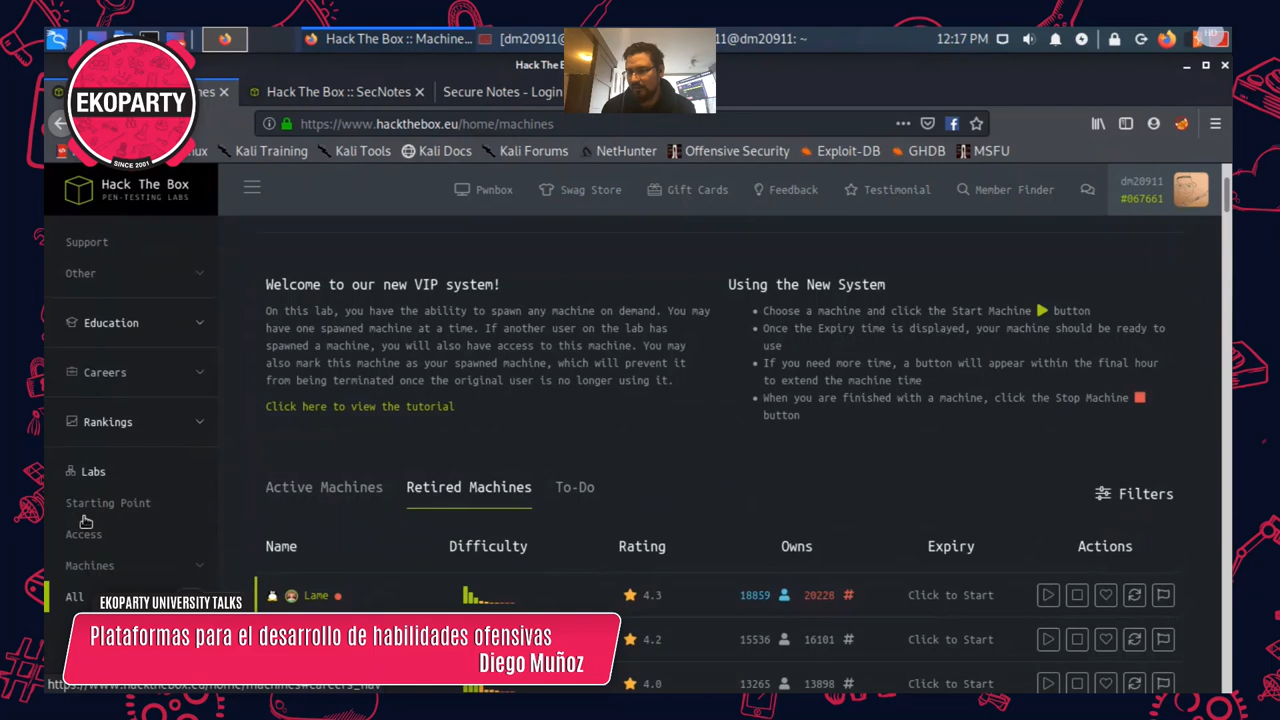 Hack The Box :: Machine...
[dm20911
@dm20911: ~
12:17 PM
HD
Hack The B
EKOPARTY
SINCE 2001
nes
Hack The Box :: SecNotes
Secure Notes - Login
https://www.hackthebox.eu/home/machines
ux
Kali Training
Kali Tools
Kali Docs
Kali Forums
NetHunter
Offensive Security
Exploit-DB
GHDB
MSFU
Hack The Box
PEN-TESTING LABS
Pwnbox
Swag Store
Gift Cards
Feedback
Testimonial
Member Finder
dm20911
#067661
Support
Other
Education
Careers
Rankings
Labs
Starting Point
Access
Machines
All
Welcome to our new VIP system!
On this lab, you have the ability to spawn any machine on demand. You may
have one spawned machine at a time. If another user on the lab has
spawned a machine, you will also have access to this machine. You may
also mark this machine as your spawned machine, which will prevent it
from being terminated once the original user is no longer using it.
Click here to view the tutorial
Using the New System
• Choose a machine and click the Start Machine button
• Once the Expiry time is displayed, your machine should be ready to
use
• If you need more time, a button will appear within the final hour
to extend the machine time
• When you are finished with a machine, click the Stop Machine
button
Active Machines
Retired Machines
To-Do
Filters
Name Difficulty Rating Owns Expiry Actions
Lame 4.3 18859 20228 # Click to Start
4.2 15536 16101 # Click to Start
4.0 13265 13898 # Click to Start
EKOPARTY UNIVERSITY TALKS
Plataformas para el desarrollo de habilidades ofensivas
Diego Muñoz
https://www.hackthebox.eu/home/machines#careers_nav